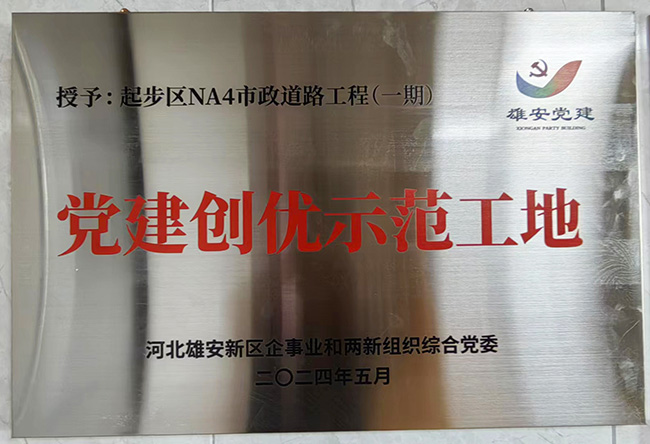 授予：起步区NA4市政道路工程(一期)
雄安党建
XIONGAN PARTY BUILDING
党建创优示范工地
河北雄安新区企事业和两新组织综合党委
二〇二四年五月